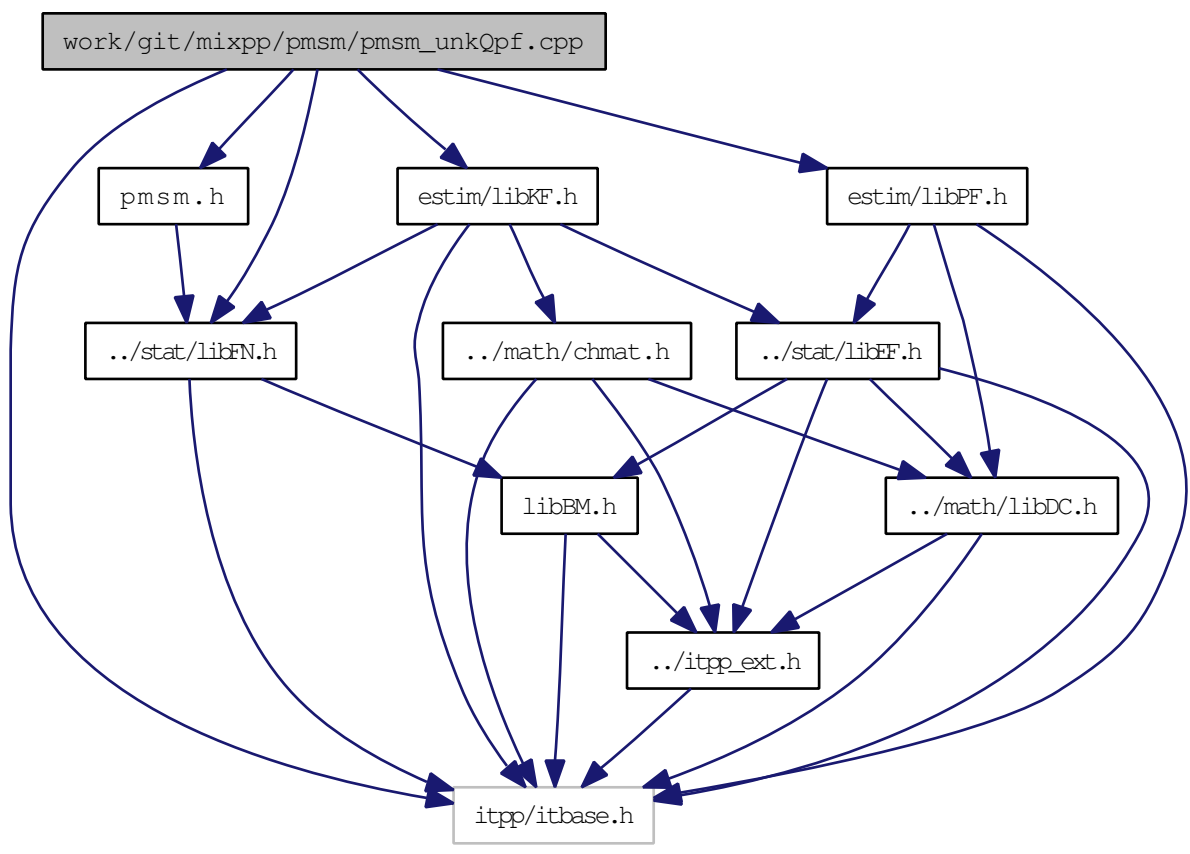 work/git/mixpp/pmsm/pmsm_unkQpf.cpp
pmsm.h
estim/libKF.h
estim/libPF.h
../stat/libFN.h
../math/chmat.h
../stat/libEF.h
libBM.h
../math/libDC.h
../itpp_ext.h
itpp/itbase.h